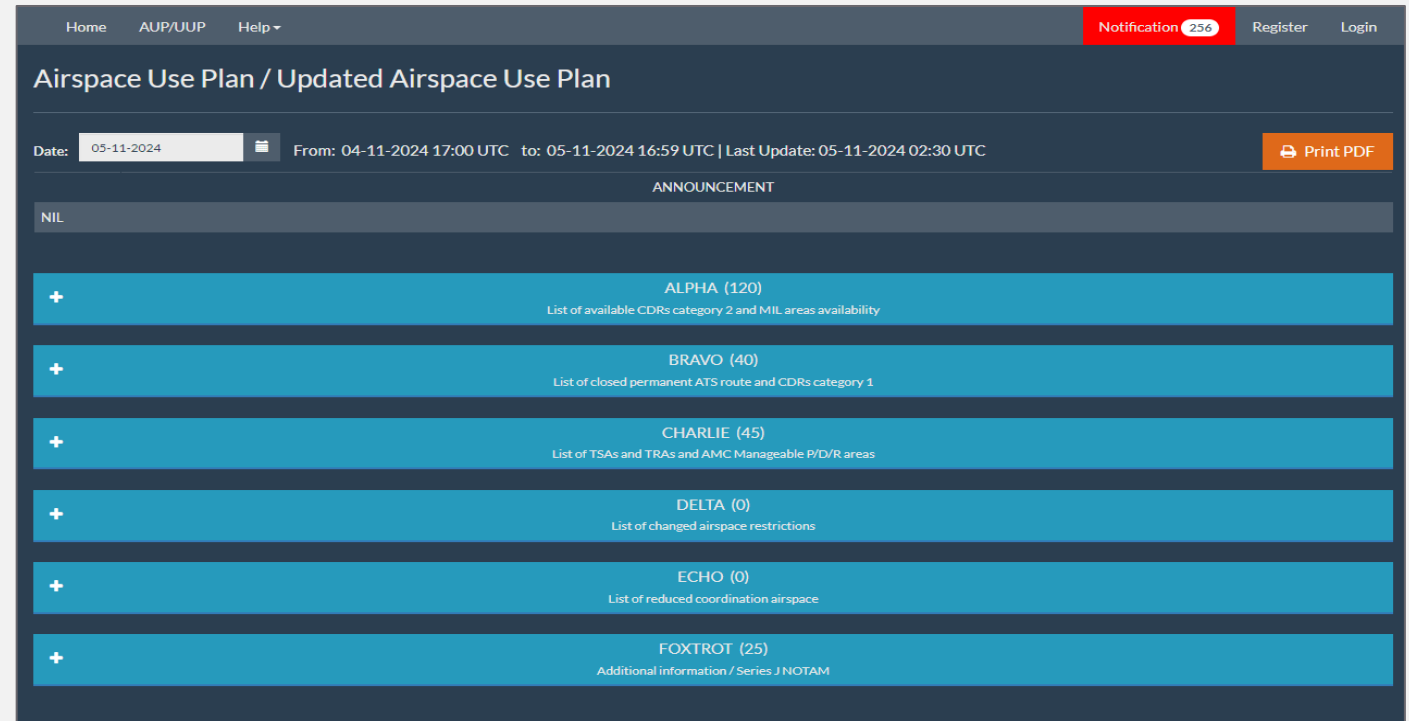 Home AUP/UUP Help Notification 256 Register Login
Airspace Use Plan / Updated Airspace Use Plan
Date: 05-11-2024 From: 04-11-2024 17:00 UTC to: 05-11-2024 16:59 UTC | Last Update: 05-11-2024 02:30 UTC Print PDF
ANNOUNCEMENT
NIL
ALPHA (120)
List of available CDRs category 2 and MIL areas availability
BRAVO (40)
List of closed permanent ATS route and CDRs category 1
CHARLIE (45)
List of TSAs and TRAs and AMC Manageable P/D/R areas
DELTA (0)
List of changed airspace restrictions
ECHO (0)
List of reduced coordination airspace
FOXTROT (25)
Additional information / Series J NOTAM